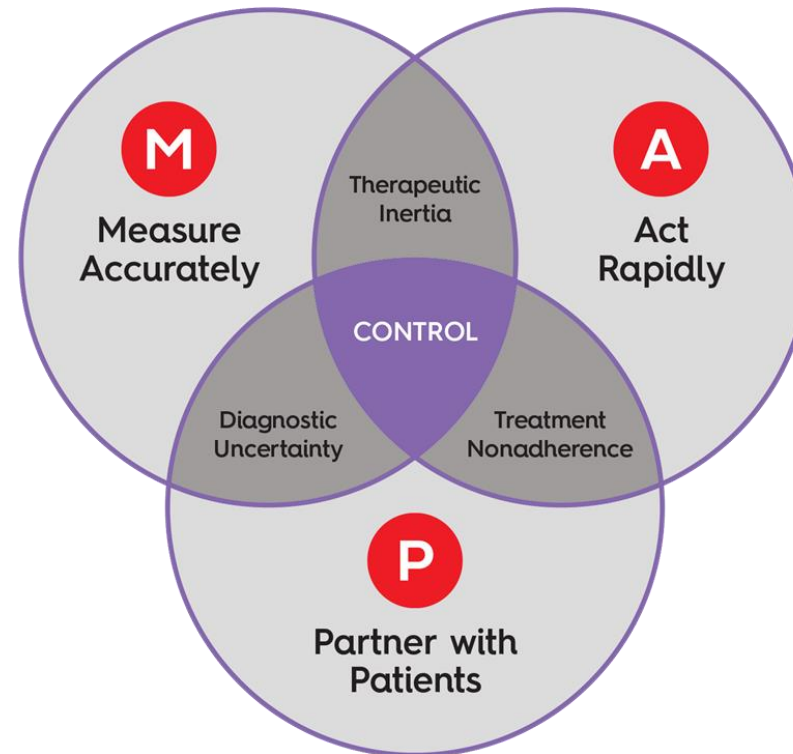 M
Measure
Accurately
A
Act
Rapidly
Therapeutic
Inertia
CONTROL
Diagnostic
Uncertainty
Treatment
Nonadherence
P
Partner with
Patients